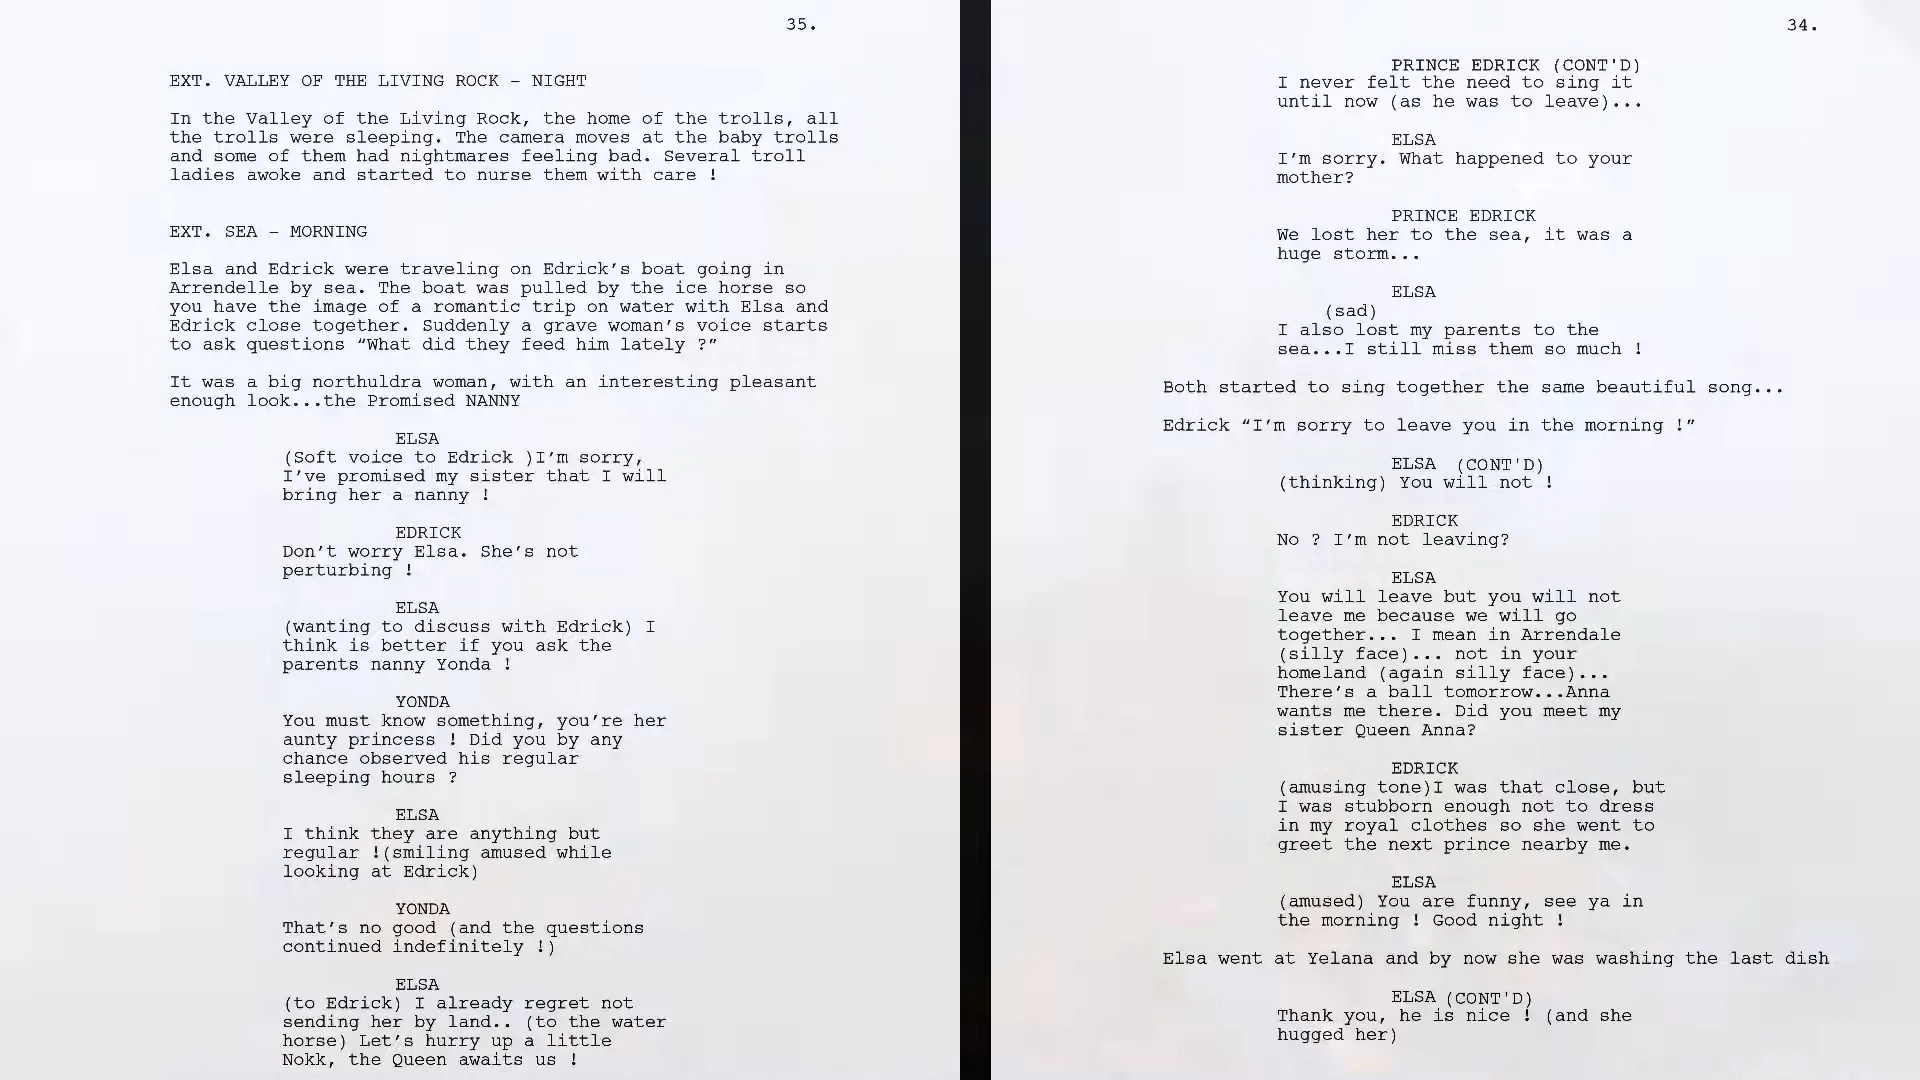 35.
EXT. VALLEY OF THE LIVING ROCK – NIGHT
In the Valley of the Living Rock, the home of the trolls, all
the trolls were sleeping. The camera moves at the baby trolls
and some of them had nightmares feeling bad. Several troll
ladies awoke and started to nurse them with care !
EXT. SEA – MORNING
Elsa and Edrick were traveling on Edrick’s boat going in
Arrendelle by sea. The boat was pulled by the ice horse so
you have the image of a romantic trip on water with Elsa and
Edrick close together. Suddenly a grave woman’s voice starts
to ask questions “What did they feed him lately ?”
It was a big northuldra woman, with an interesting pleasant
enough look...the Promised NANNY
ELSA
(Soft voice to Edrick )I’m sorry,
I’ve promised my sister that I will
bring her a nanny !
EDRICK
Don’t worry Elsa. She’s not
perturbing !
ELSA
(wanting to discuss with Edrick) I
think is better if you ask the
parents nanny Yonda !
YONDA
You must know something, you’re her
aunty princess ! Did you by any
chance observed his regular
sleeping hours ?
ELSA
I think they are anything but
regular !(smiling amused while
looking at Edrick)
YONDA
That’s no good (and the questions
continued indefinitely !)
ELSA
(to Edrick) I already regret not
sending her by land.. (to the water
horse) Let’s hurry up a little
Nokk, the Queen awaits us !
34.
PRINCE EDRICK (CONT'D)
I never felt the need to sing it
until now (as he was to leave)...
ELSA
I’m sorry. What happened to your
mother?
PRINCE EDRICK
We lost her to the sea, it was a
huge storm...
ELSA
(sad)
I also lost my parents to the
sea...I still miss them so much !
Both started to sing together the same beautiful song...
Edrick “I’m sorry to leave you in the morning !”
ELSA (CONT'D)
(thinking) You will not !
EDRICK
No ? I’m not leaving?
ELSA
You will leave but you will not
leave me because we will go
together... I mean in Arrendale
(silly face)... not in your
homeland (again silly face)...
There’s a ball tomorrow...Anna
wants me there. Did you meet my
sister Queen Anna?
EDRICK
(amusing tone)I was that close, but
I was stubborn enough not to dress
in my royal clothes so she went to
greet the next prince nearby me.
ELSA
(amused) You are funny, see ya in
the morning ! Good night !
Elsa went at Yelana and by now she was washing the last dish
ELSA (CONT'D)
Thank you, he is nice ! (and she
hugged her)